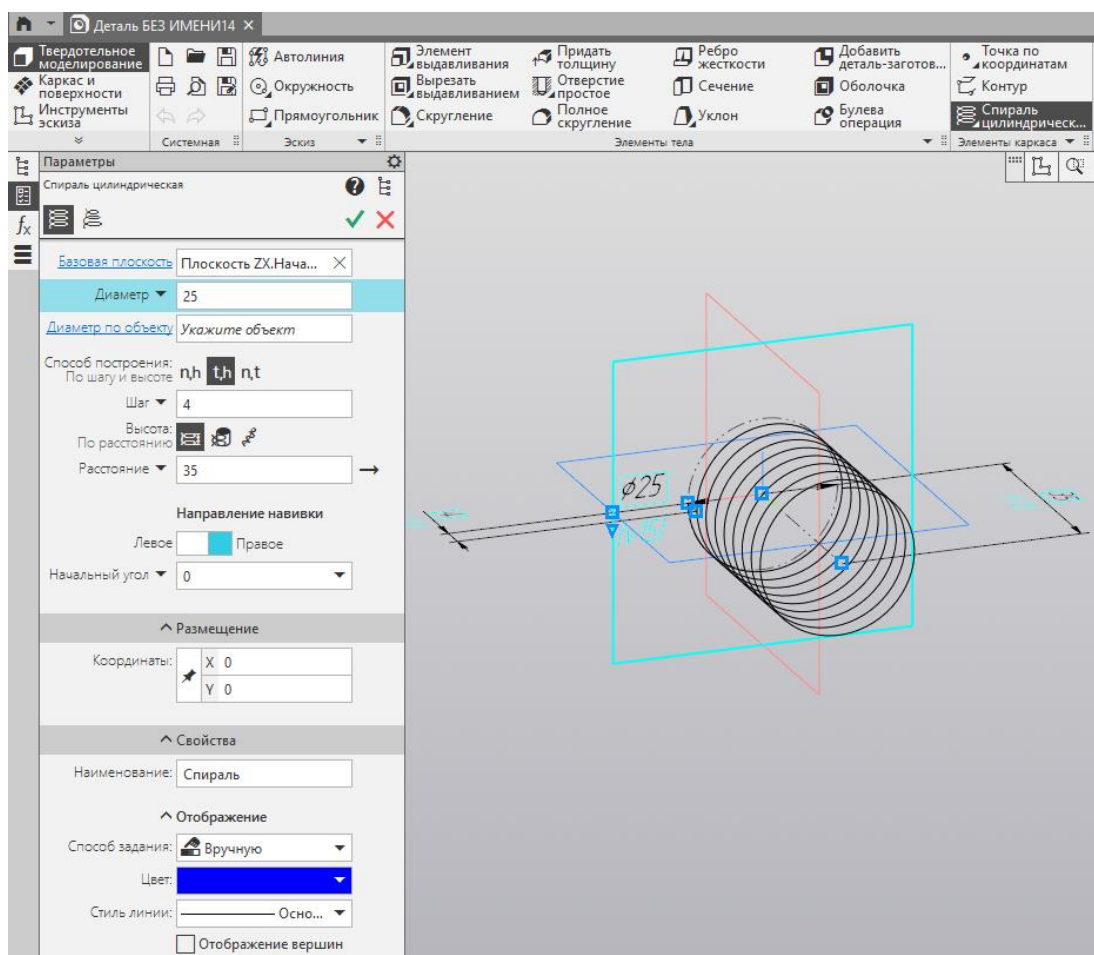 Деталь БЕЗ ИМЕНИ14 ×
Твердотельное моделирование
Каркас и поверхности
Инструменты эскиза
Системная
Автолиния
Окружность
Прямоугольник
Эскиз
Элемент выдавливания
Придать толщину
Ребро жесткости
Добавить деталь-заготов...
Вырезать выдавливанием
Отверстие простое
Сечение
Оболочка
Скругление
Полное скругление
Уклон
Булева операция
Элементы тела
Точка по координатам
Контур
Спираль цилиндрическ...
Элементы каркаса
Параметры
Спираль цилиндрическая
fx
Базовая плоскость Плоскость ZX.Нача...
Диаметр 25
Диаметр по объекту Укажите объект
Способ построения:
По шагу и высоте n,h t,h n,t
Шаг 4
Высота:
По расстоянию
Расстояние 35
Направление навивки
Левое Правое
Начальный угол 0
Размещение
Координаты: X 0
Y 0
Свойства
Наименование: Спираль
Отображение
Способ задания: Вручную
Цвет:
Стиль линии: Осно...
Отображение вершин
⌀25